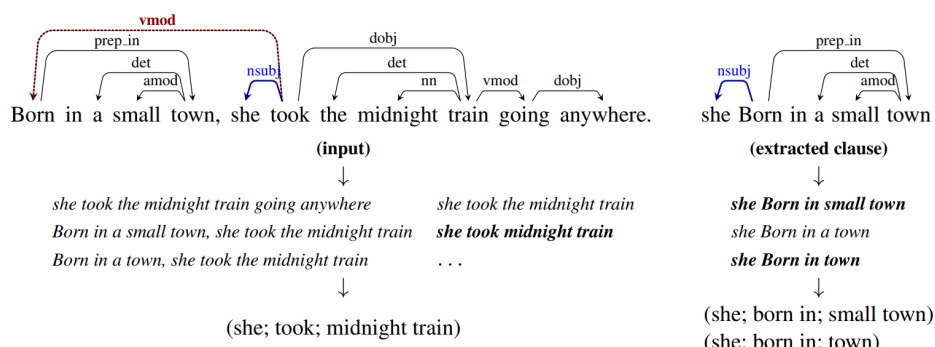 vmod
prep_in
dobj
det
det
amod
nsubj
nn
vmod
dobj
Born in a small town, she took the midnight train going anywhere.
(input)
she took the midnight train going anywhere
she took the midnight train
Born in a small town, she took the midnight train
she took midnight train
Born in a town, she took the midnight train
. . .
(she; took; midnight train)
prep_in
det
nsubj
amod
she Born in a small town
(extracted clause)
she Born in small town
she Born in a town
she Born in town
(she; born in; small town)
(she; born in; town)